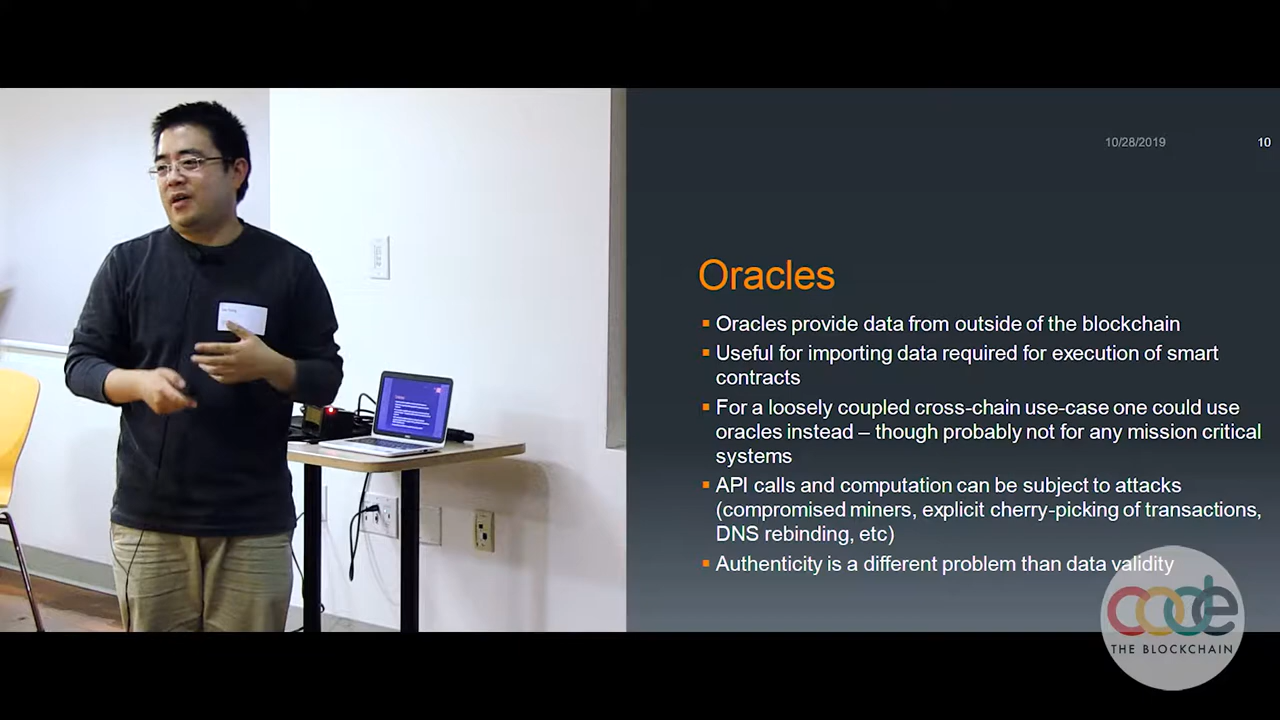 10/28/2019 10
Oracles
Oracles provide data from outside of the blockchain
Useful for importing data required for execution of smart
contracts
For a loosely coupled cross-chain use-case one could use
oracles instead – though probably not for any mission critical
systems
API calls and computation can be subject to attacks
(compromised miners, explicit cherry-picking of transactions,
DNS rebinding, etc)
Authenticity is a different problem than data validity
code
THE BLOCKCHAIN